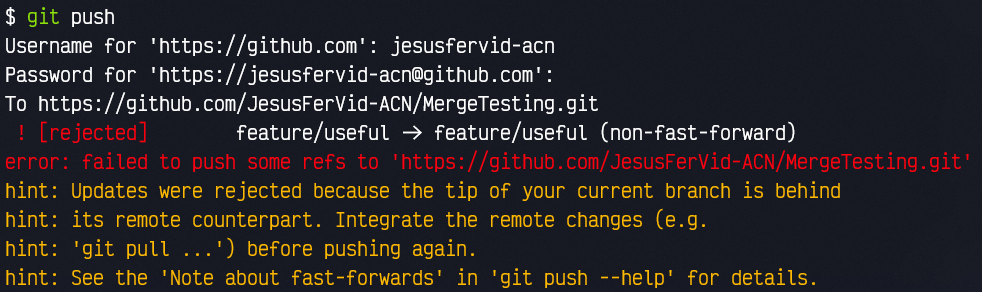 $ git push
Username for 'https://github.com': jesusfervid-acn
Password for 'https://jesusfervid-acn@github.com':
To https://github.com/JesusFerVid-ACN/MergeTesting.git
! [rejected]        feature/useful → feature/useful (non-fast-forward)
error: failed to push some refs to 'https://github.com/JesusFerVid-ACN/MergeTesting.git'
hint: Updates were rejected because the tip of your current branch is behind
hint: its remote counterpart. Integrate the remote changes (e.g.
hint: 'git pull ...') before pushing again.
hint: See the 'Note about fast-forwards' in 'git push --help' for details.